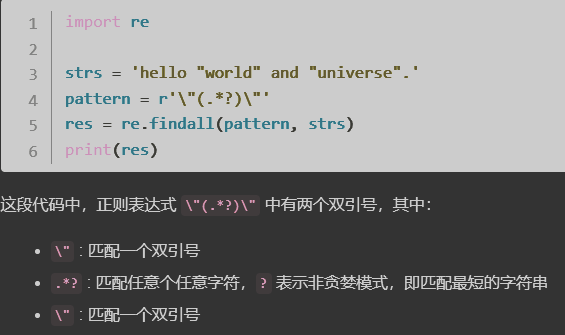 1 import re
2
3 strs = 'hello "world" and "universe".'
4 pattern = r'\"(.*?)\"'
5 res = re.findall(pattern, strs)
6 print(res)
这段代码中，正则表达式 \"(.*?)\" 中有两个双引号，其中：
• \" : 匹配一个双引号
• .*? : 匹配任意个任意字符， ? 表示非贪婪模式，即匹配最短的字符串
• \" : 匹配一个双引号